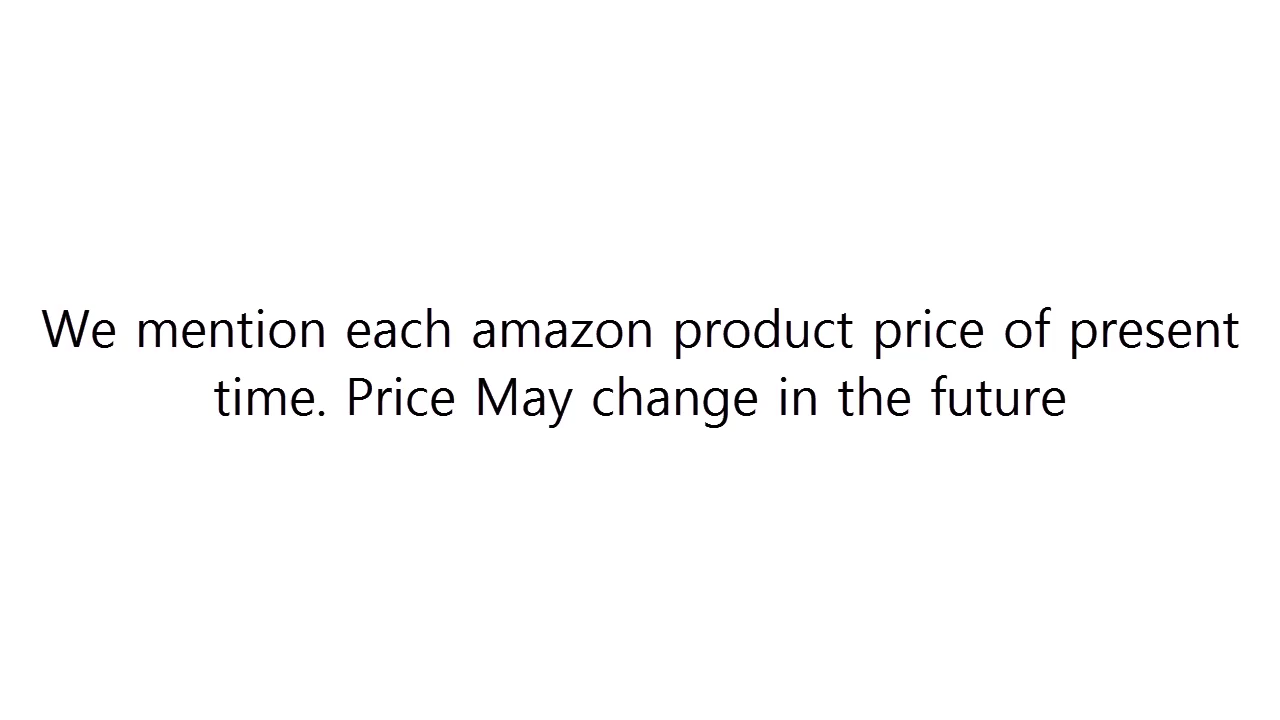 We mention each amazon product price of present
time. Price May change in the future